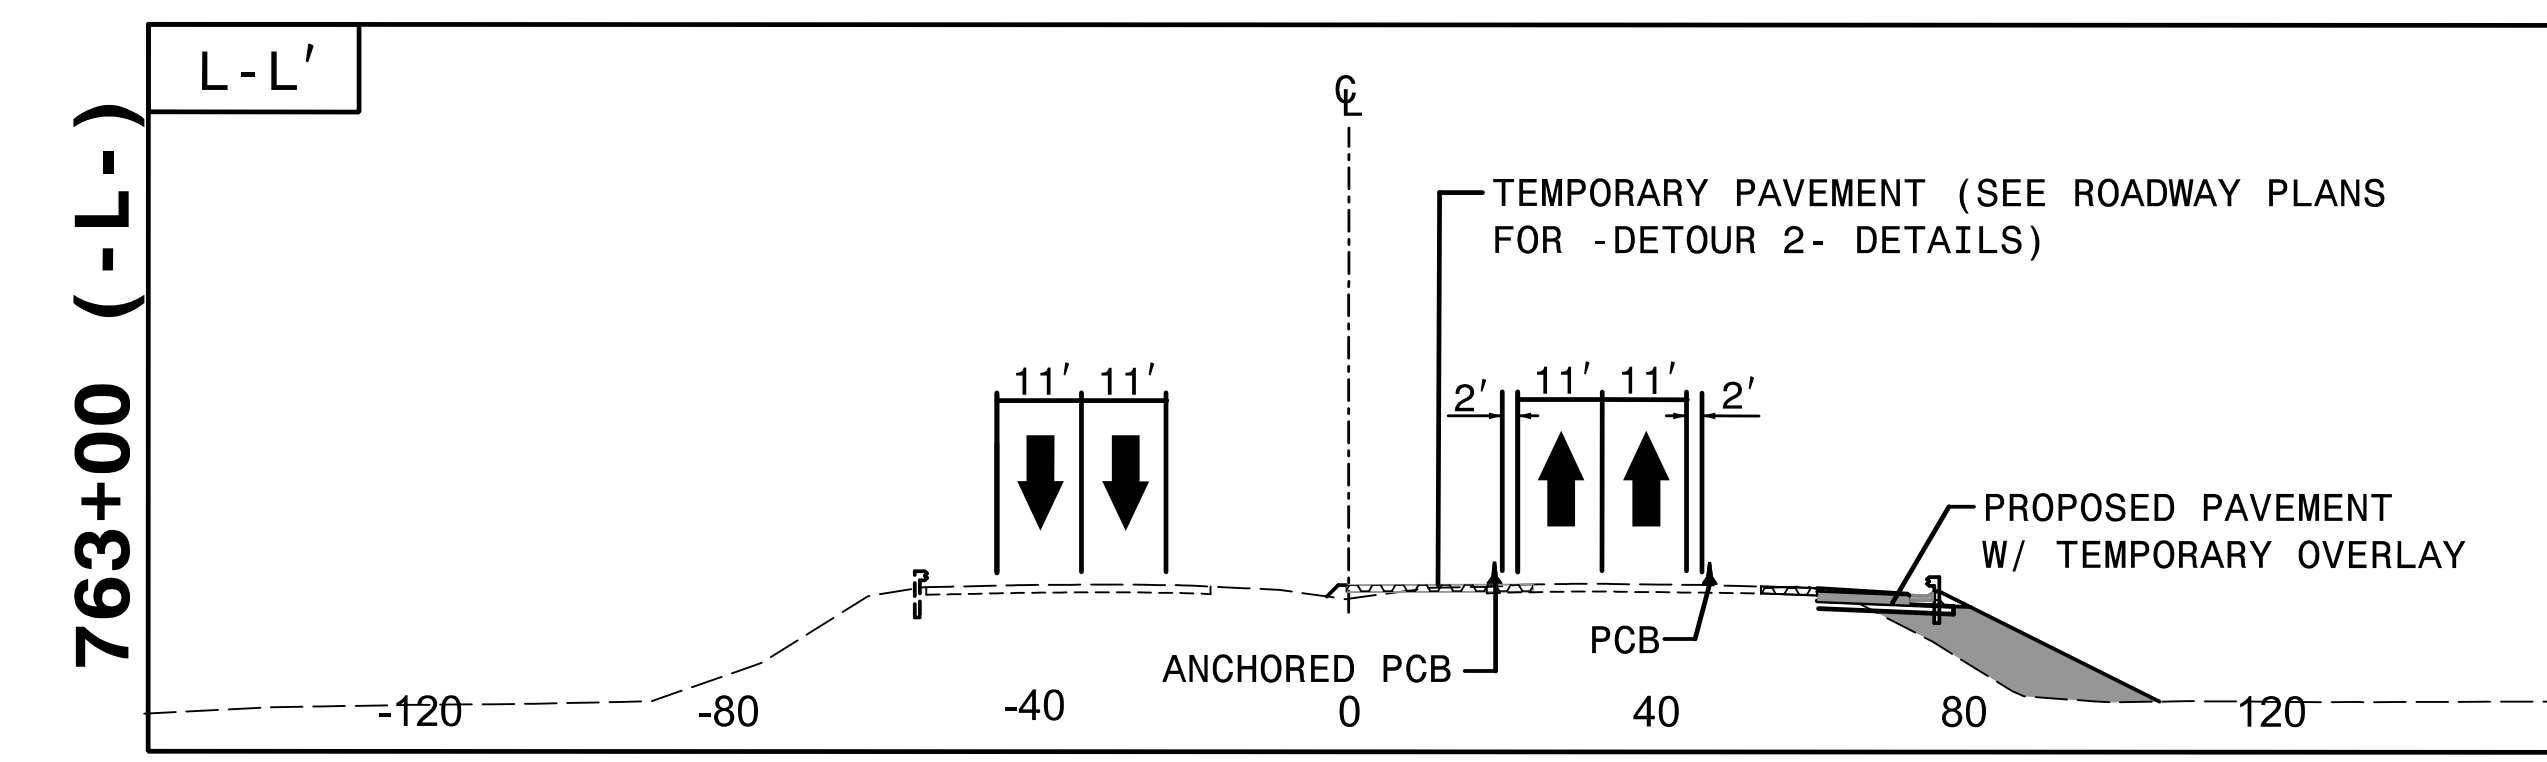 L-L'
763+00 (-L-)
℄
TEMPORARY PAVEMENT (SEE ROADWAY PLANS
FOR -DETOUR 2- DETAILS)
11' 11'
2' 11' 11' 2'
PROPOSED PAVEMENT
W/ TEMPORARY OVERLAY
PCB
ANCHORED PCB
-120 -80 -40 0 40 80 120